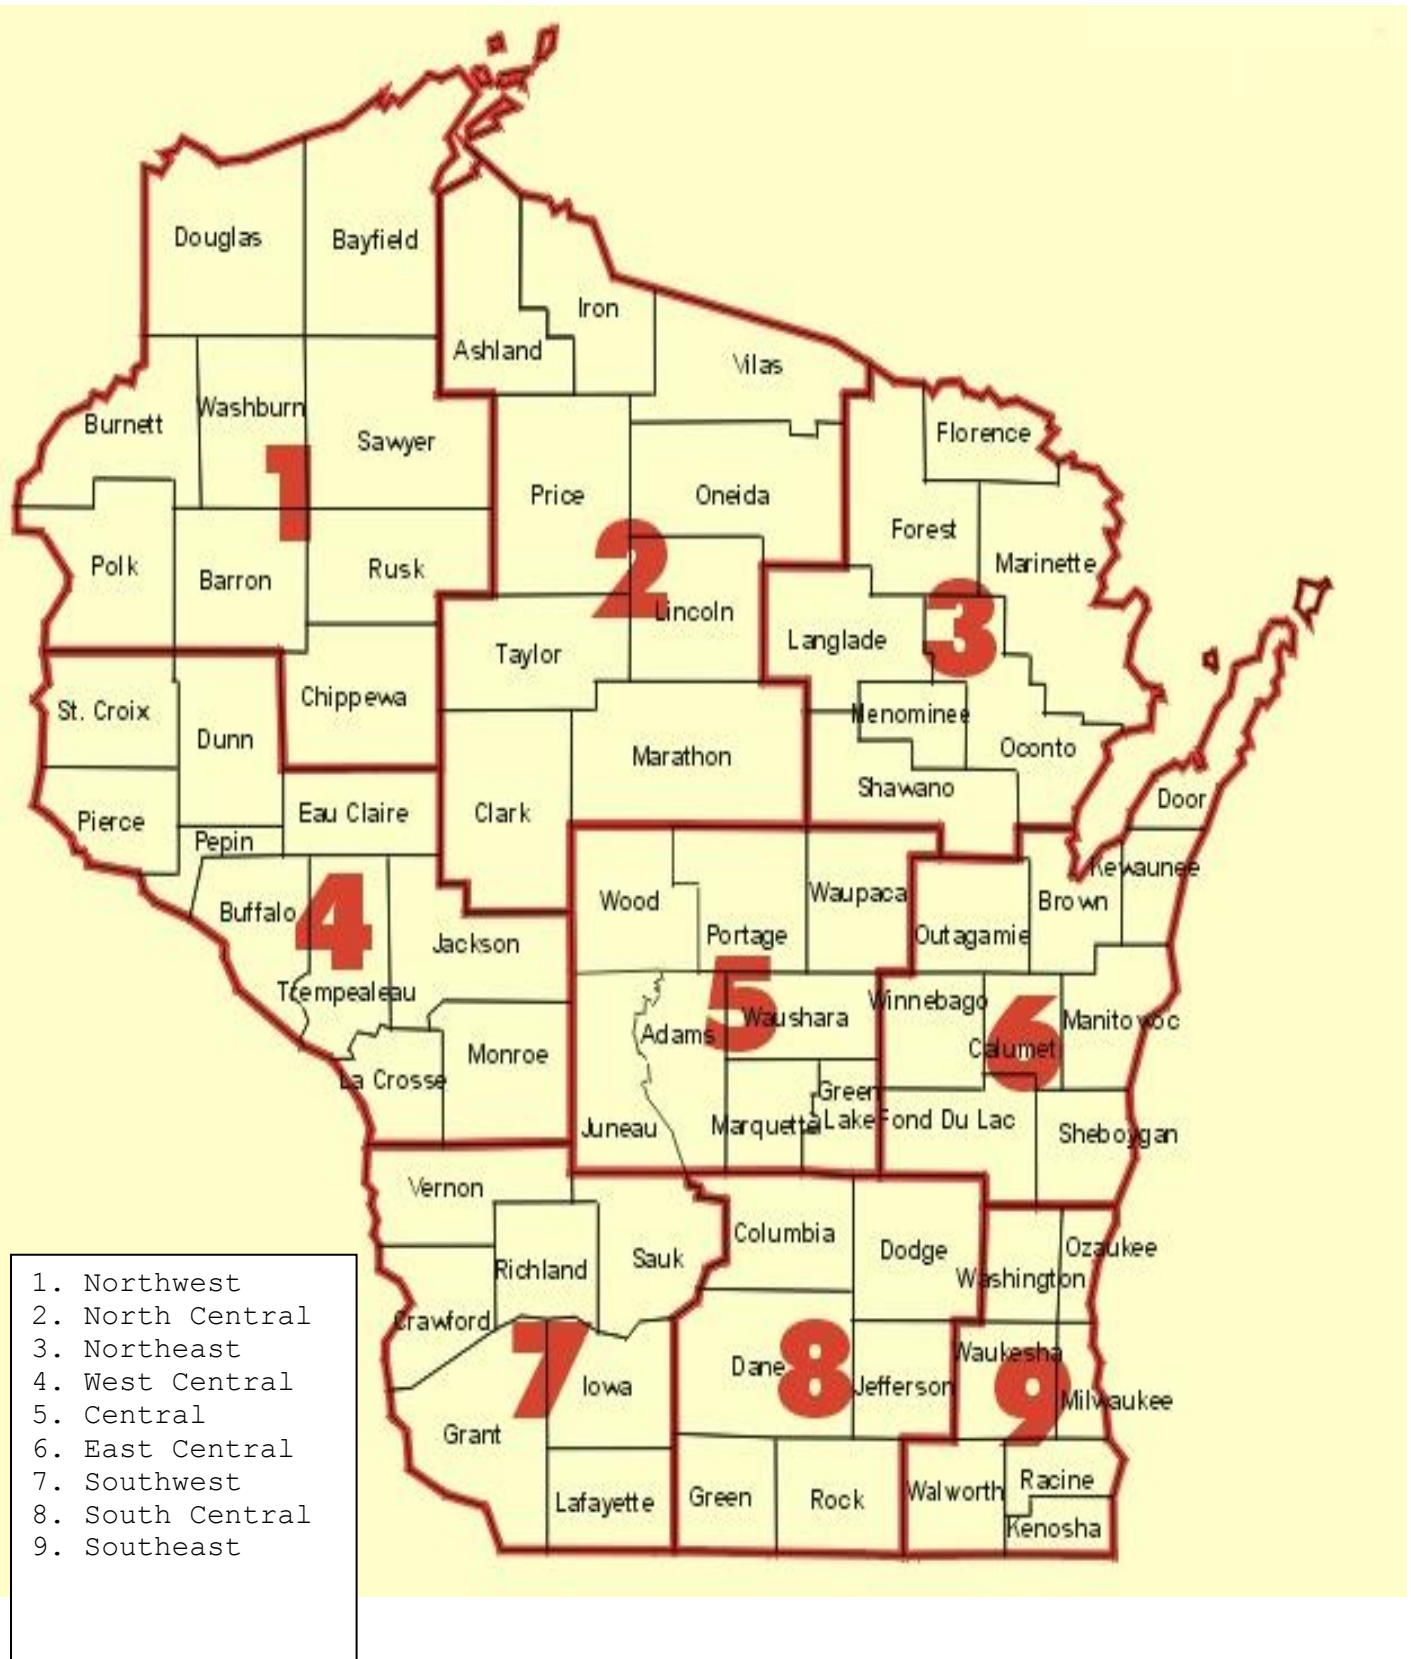 Douglas
Bayfield
Iron
Ashland
Vilas
Burnett
Washburn
Sawyer
Florence
1
Price
Oneida
Forest
Polk
Barron
Rusk
2
Marinette
Lincoln
Langlade
3
Taylor
St. Croix
Chippewa
Menominee
Dunn
Marathon
Oconto
Shawano
Door
Pierce
Eau Claire
Clark
Pepin
Kewaunee
Buffalo
4
Wood
Waupaca
Brown
Jackson
Portage
Outagamie
Trempealeau
5
Winnebago
6
Waushara
Manitowoc
Adams
Calumet
Monroe
La Crosse
Green
Lake
Juneau
Marquette
Fond Du Lac
Sheboygan
Vernon
Columbia
Sauk
Dodge
Ozaukee
Richland
Washington
Crawford
7
8
Waukesha
Dane
Iowa
Jefferson
9
Milwaukee
Grant
Lafayette
Green
Rock
Walworth
Racine
Kenosha
1. Northwest
2. North Central
3. Northeast
4. West Central
5. Central
6. East Central
7. Southwest
8. South Central
9. Southeast